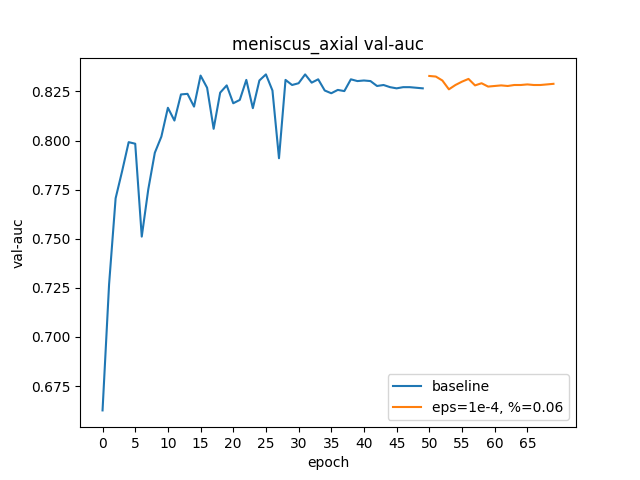 meniscus_axial val-auc
val-auc
0.825
0.800
0.775
0.750
0.725
0.700
0.675
baseline
eps=1e-4, %=0.06
0 5 10 15 20 25 30 35 40 45 50 55 60 65
epoch